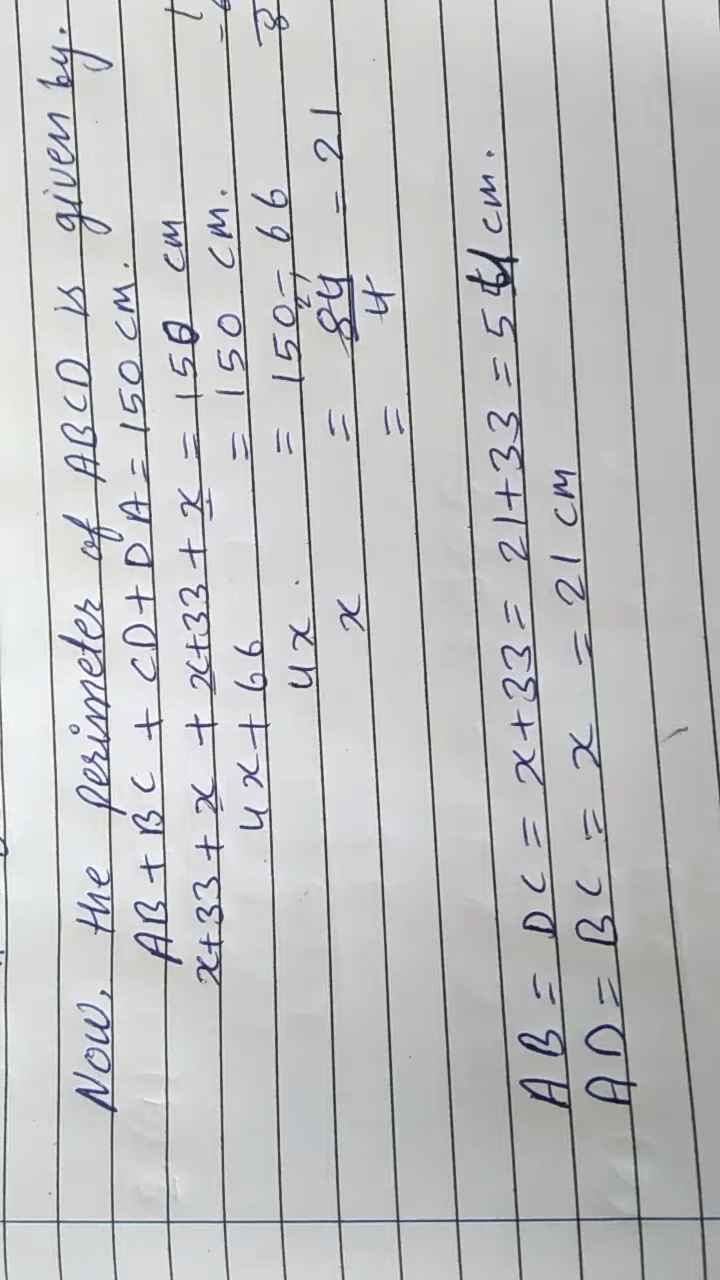 Now, the perimeter of ABCD is given by.
AB + BC + CD + DA = 150 cm.
x+33 + x + x+33 + x = 150 cm
4x + 66 = 150 cm.
4x = 150 - 66
x = 84/4 = 21
=
AB = DC = x+33 = 21+33 = 54 cm.
AD = BC = x = 21 cm